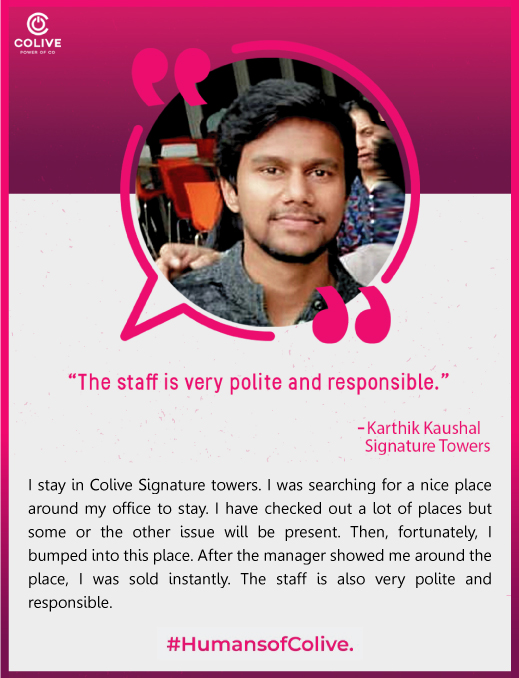 COLIVE
POWER OF CO
“The staff is very polite and responsible.”
-Karthik Kaushal
Signature Towers
I stay in Colive Signature towers. I was searching for a nice place
around my office to stay. I have checked out a lot of places but
some or the other issue will be present. Then, fortunately, I
bumped into this place. After the manager showed me around the
place, I was sold instantly. The staff is also very polite and
responsible.
#HumansofColive.